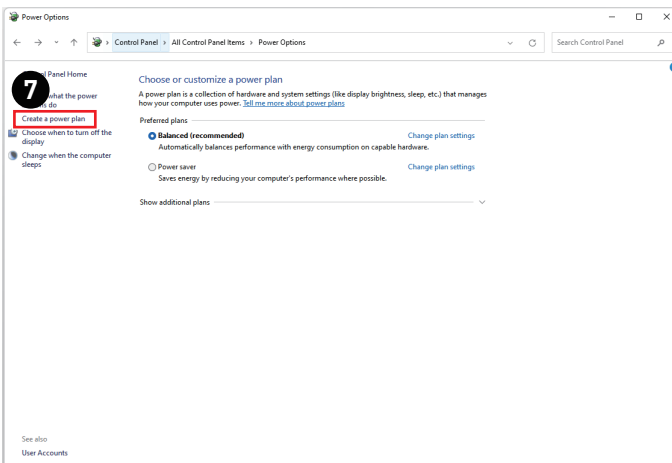 Power Options
Control Panel > All Control Panel Items > Power Options
Search Control Panel
Panel Home
7
what the power
do
Create a power plan
Choose when to turn off the
display
Change when the computer
sleeps
Choose or customize a power plan
A power plan is a collection of hardware and system settings (like display brightness, sleep, etc.) that manages
how your computer uses power. Tell me more about power plans
Preferred plans
Balanced (recommended)
Change plan settings
Automatically balances performance with energy consumption on capable hardware.
Power saver
Change plan settings
Saves energy by reducing your computer's performance where possible.
Show additional plans
See also
User Accounts